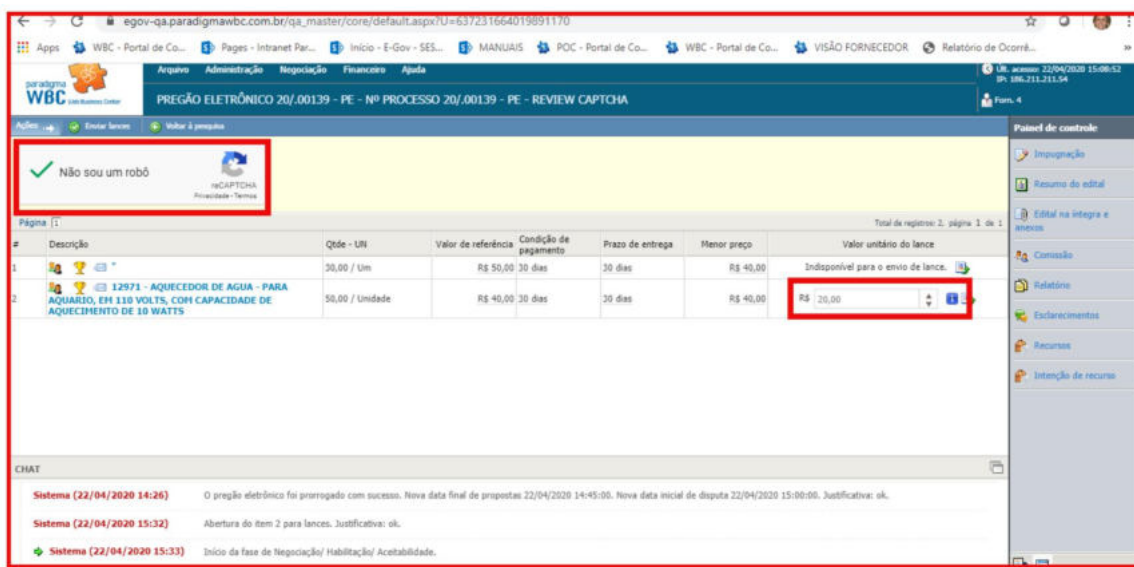 egov-qa.paradigmawbc.com.br/qa_master/core/default.aspx?U=637231664019891170
Apps WBC - Portal de Co... Pages - Intranet Par... Início - E-Gov - SES... MANUAIS POC - Portal de Co... WBC - Portal de Co... VISÃO FORNECEDOR Relatório de Ocorrê... »
paradigma WBC
Arquivo Administração Negociação Financeiro Ajuda
Últ. acesso: 22/04/2020 15:08:52
IP: 186.211.211.54
PREGÃO ELETRÔNICO 20/.00139 - PE - Nº PROCESSO 20/.00139 - PE - REVIEW CAPTCHA
Forn. 4
Ações Enviar lances Voltar à pesquisa
Painel de controle
Não sou um robô
reCAPTCHA
Privacidade - Termos
Impugnação
Resumo do edital
Edital na íntegra e anexos
Comissão
Relatório
Esclarecimentos
Recursos
Intenção de recurso
Página 1
Total de registros: 2, página 1 de 1
# Descrição Qtde - UN Valor de referência Condição de pagamento Prazo de entrega Menor preço Valor unitário do lance
1 30,00 / Um R$ 50,00 30 dias 30 dias R$ 40,00 Indisponível para o envio de lance.
2 12971 - AQUECEDOR DE AGUA - PARA AQUARIO, EM 110 VOLTS, COM CAPACIDADE DE AQUECIMENTO DE 10 WATTS 50,00 / Unidade R$ 40,00 30 dias 30 dias R$ 40,00 R$ 20,00
CHAT
Sistema (22/04/2020 14:26) O pregão eletrônico foi prorrogado com sucesso. Nova data final de propostas 22/04/2020 14:45:00. Nova data inicial de disputa 22/04/2020 15:00:00. Justificativa: ok.
Sistema (22/04/2020 15:32) Abertura do item 2 para lances. Justificativa: ok.
Sistema (22/04/2020 15:33) Início da fase de Negociação/ Habilitação/ Aceitabilidade.